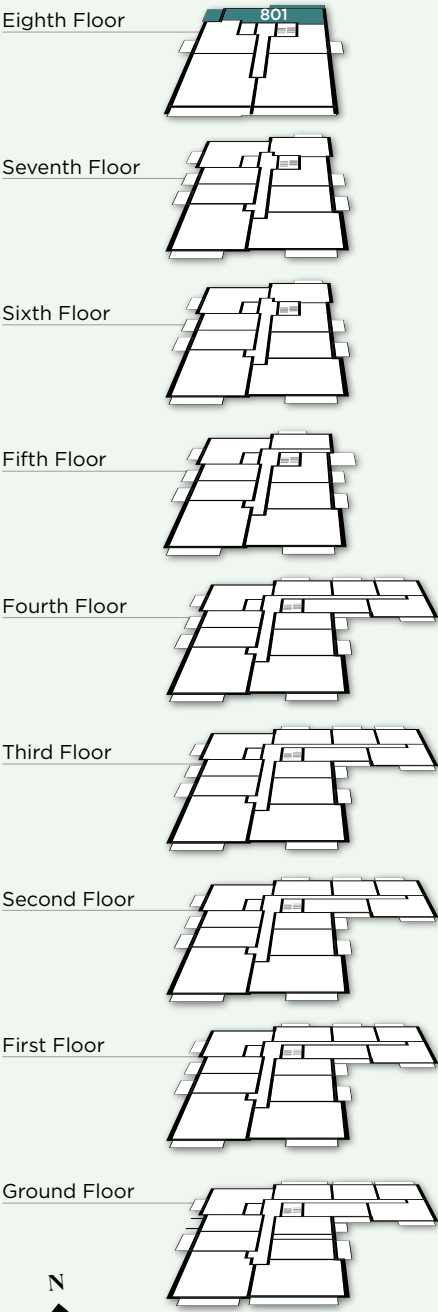 Eighth Floor
801
Seventh Floor
Sixth Floor
Fifth Floor
Fourth Floor
Third Floor
Second Floor
First Floor
Ground Floor
N